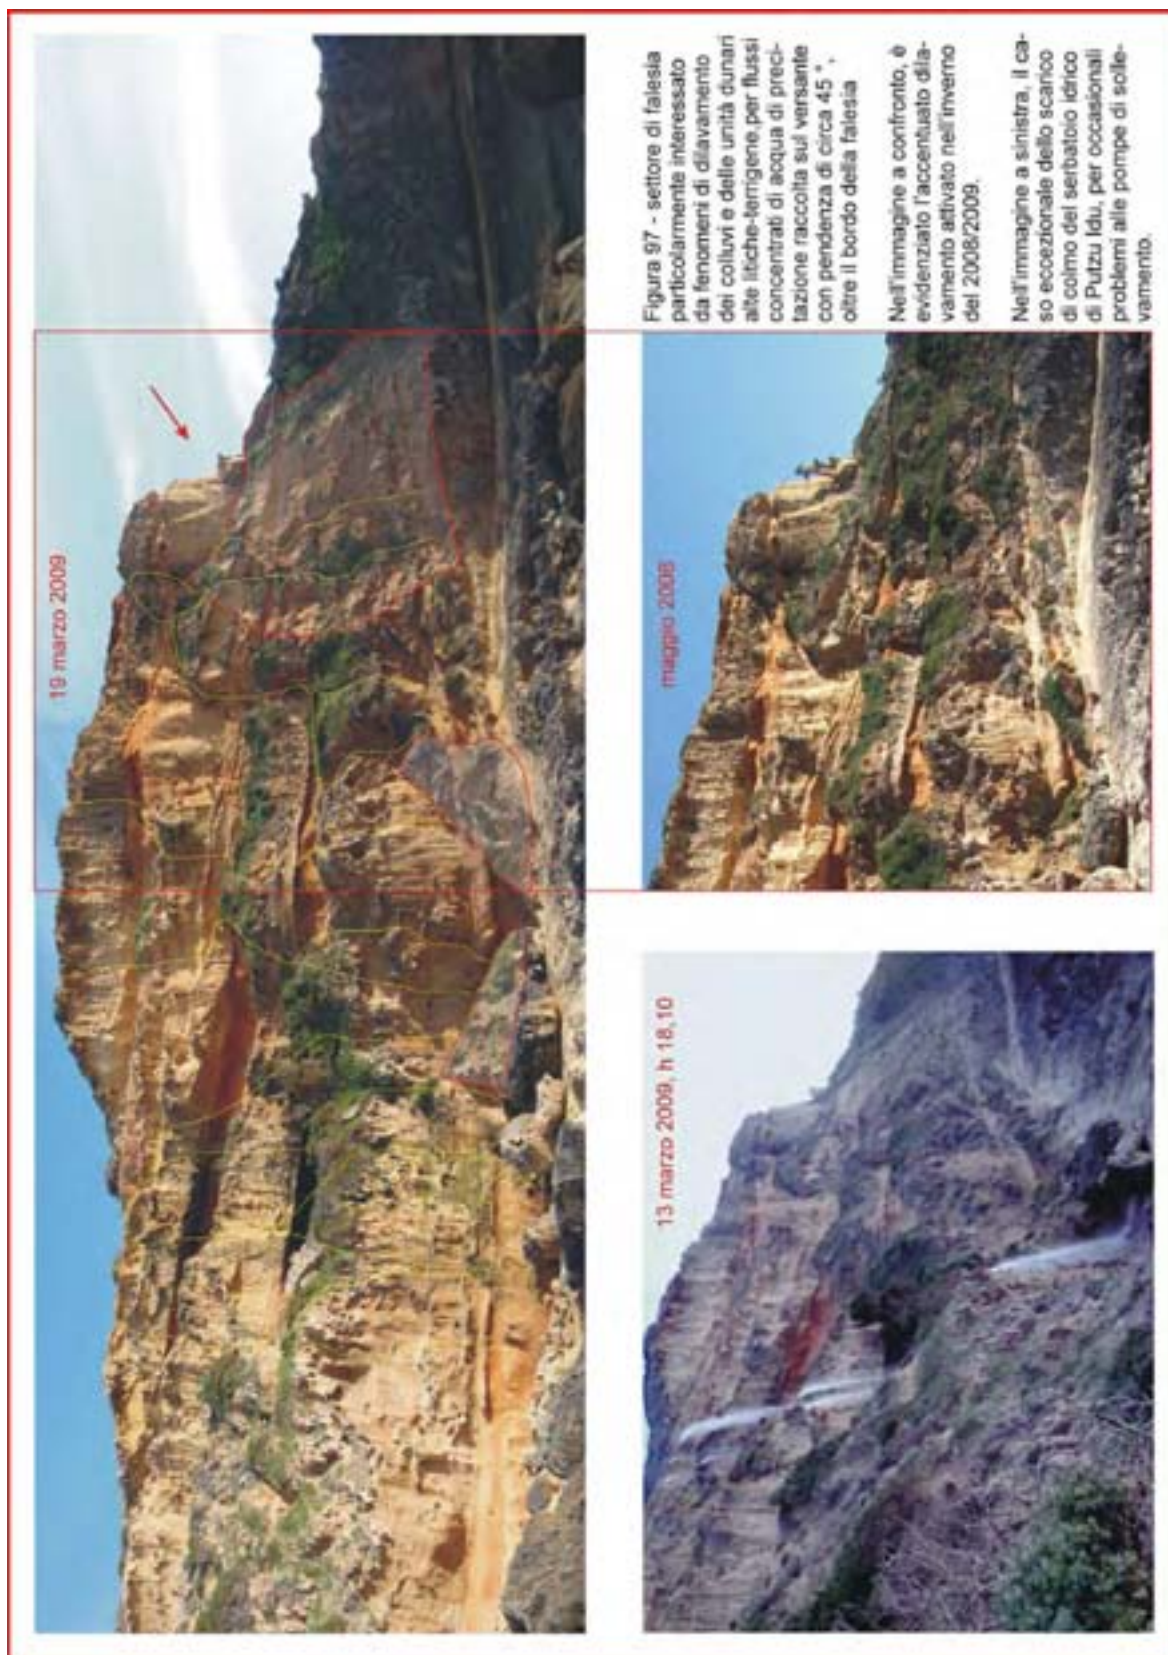 19 marzo 2009
13 marzo 2009, h 18,10
maggio 2008
Figura 97 - settore di falesia
particolarmente interessato
da fenomeni di dilavamento
dei colluvi e delle unità dunari
alte litiche-terrigene,per flussi
concentrati di acqua di preci-
tazione raccolta sul versante
con pendenza di circa 45 °,
oltre il bordo della falesia
Nell'immagine a confronto, è
evidenziato l'accentuato dila-
vamento attivato nell'inverno
del 2008/2009.
Nell'immagine a sinistra, il ca-
so eccezionale dello scarico
di colmo del serbatoio idrico
di Putzu Idu, per occasionali
problemi alle pompe di solle-
vamento.